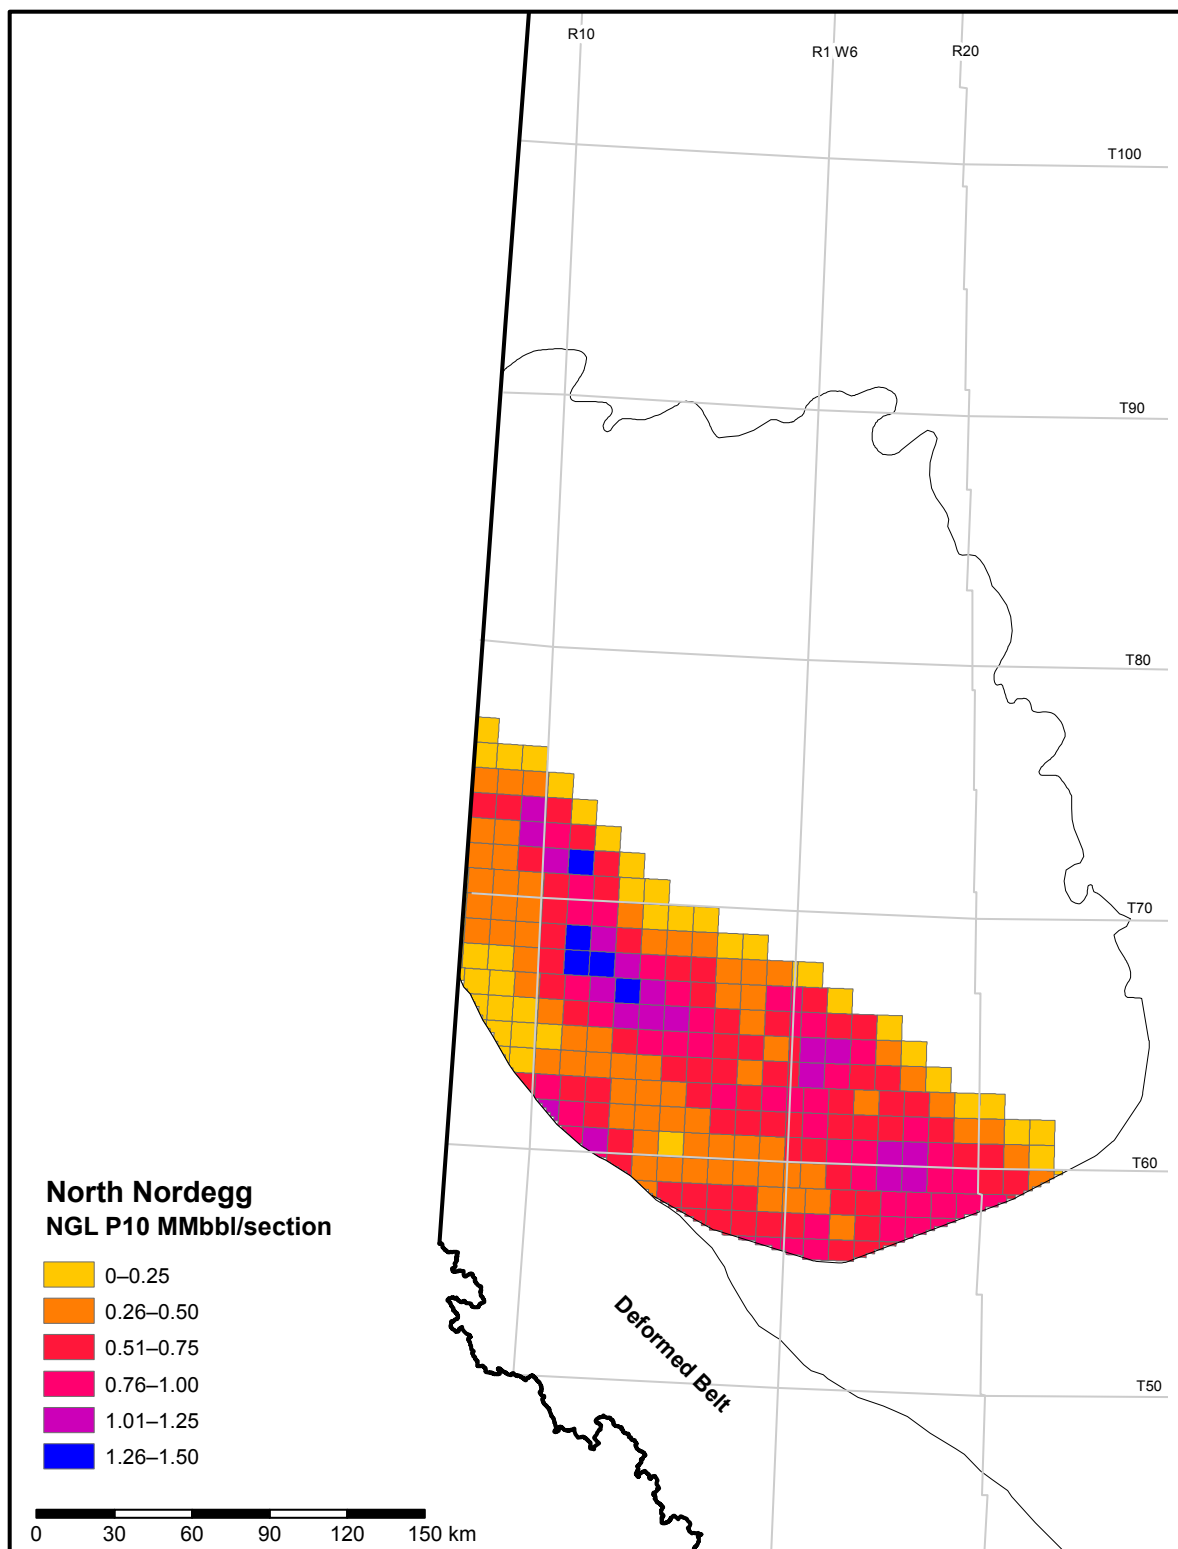 R10
R1 W6
R20
T100
T90
T80
T70
T60
T50
North Nordegg
NGL P10 MMbbl/section
0–0.25
0.26–0.50
0.51–0.75
0.76–1.00
1.01–1.25
1.26–1.50
Deformed Belt
0 30 60 90 120 150 km